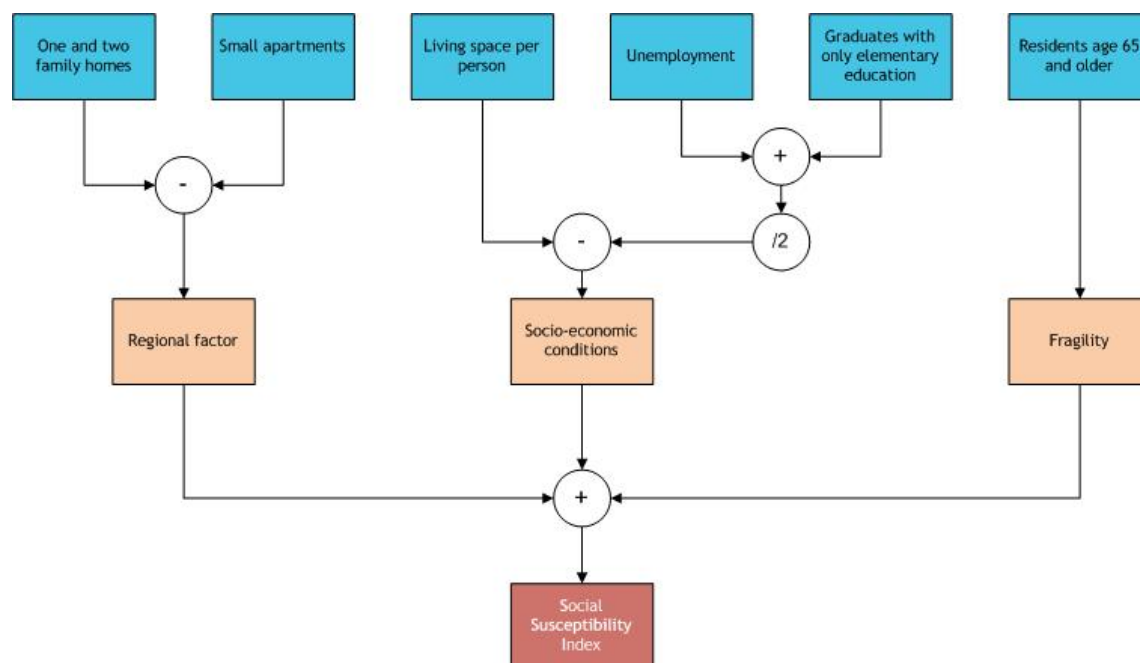 One and two
family homes
Small apartments
Living space per
person
Unemployment
Graduates with
only elementary
education
Residents age 65
and older
+
-
-
/2
Regional factor
Socio-economic
conditions
Fragility
+
Social
Susceptibility
Index